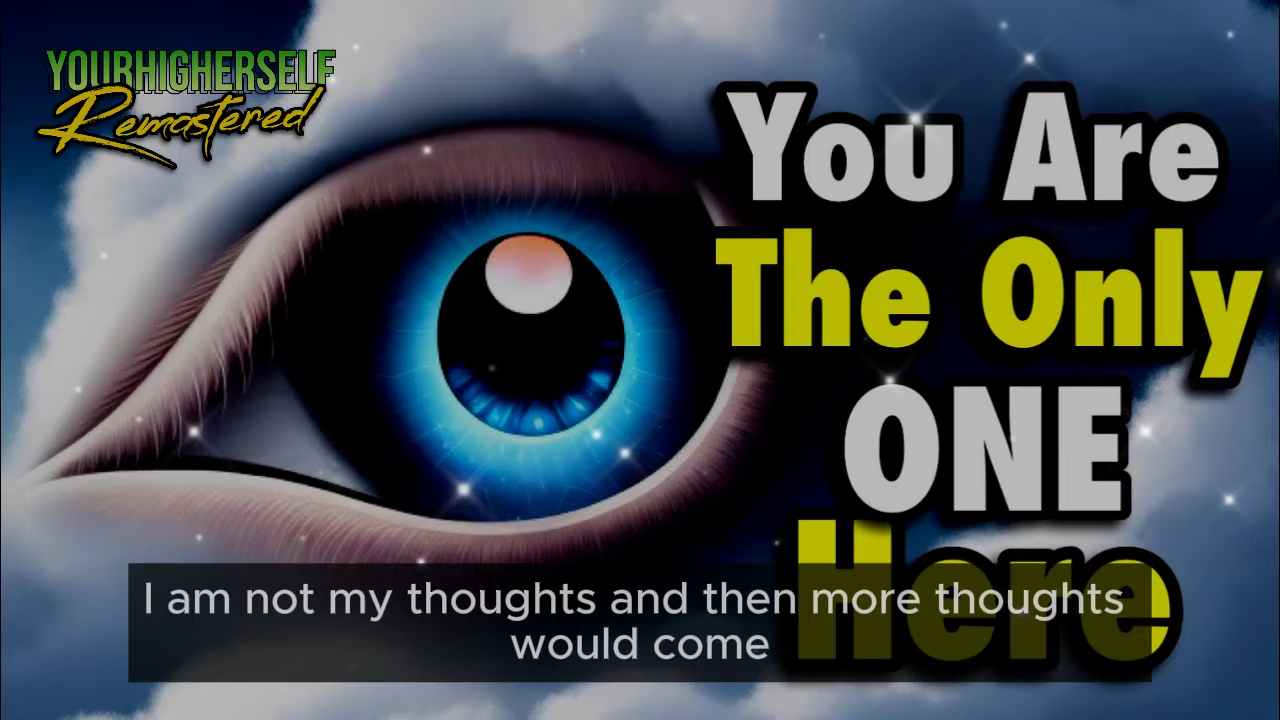 YOURHIGHERSELF
Remastered
You Are
The Only
ONE
Here
I am not my thoughts and then more thoughts
would come